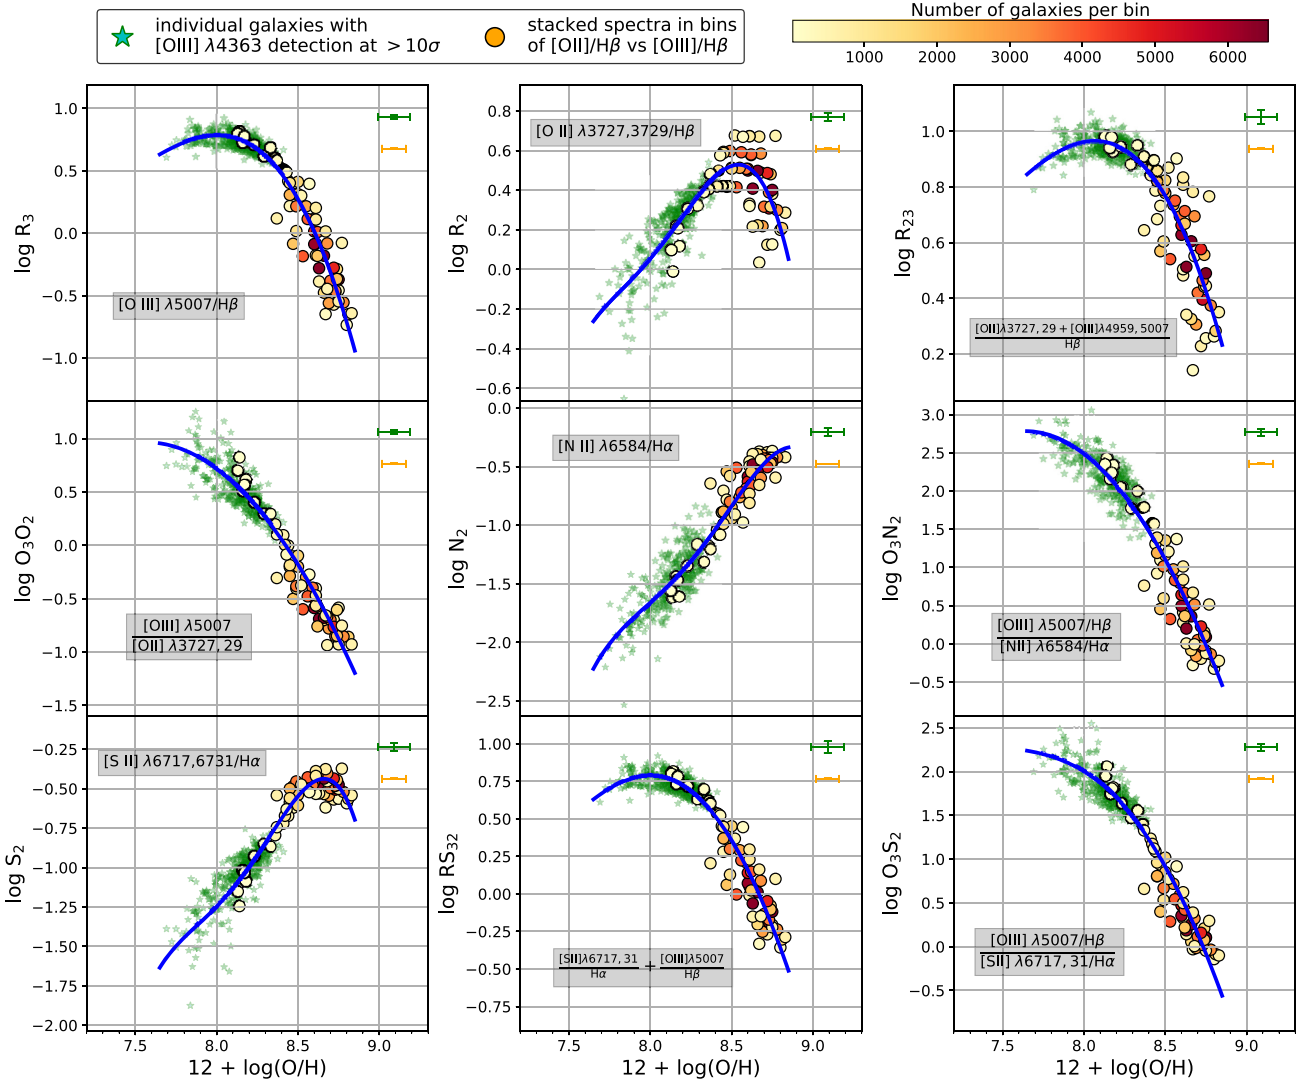 individual galaxies with
[OIII] λ4363 detection at > 10σ
stacked spectra in bins
of [OII]/Hβ vs [OIII]/Hβ
Number of galaxies per bin
1000 2000 3000 4000 5000 6000
log R3
1.0
0.5
0.0
−0.5
−1.0
[O III] λ5007/Hβ
log R2
0.8
0.6
0.4
0.2
0.0
−0.2
−0.4
−0.6
[O II] λ3727,3729/Hβ
log R23
1.0
0.8
0.6
0.4
0.2
[OII]λ3727, 29 + [OIII]λ4959, 5007
Hβ
log O3O2
1.0
0.5
0.0
−0.5
−1.0
−1.5
[OIII] λ5007
[OII] λ3727, 29
log N2
0.0
−0.5
−1.0
−1.5
−2.0
−2.5
[N II] λ6584/Hα
log O3N2
3.0
2.5
2.0
1.5
1.0
0.5
0.0
−0.5
[OIII] λ5007/Hβ
[NII] λ6584/Hα
log S2
−0.25
−0.50
−0.75
−1.00
−1.25
−1.50
−1.75
−2.00
[S II] λ6717,6731/Hα
7.5 8.0 8.5 9.0
12 + log(O/H)
log RS32
1.00
0.75
0.50
0.25
0.00
−0.25
−0.50
−0.75
[SII]λ6717, 31 + [OIII]λ5007
Hα Hβ
7.5 8.0 8.5 9.0
12 + log(O/H)
log O3S2
2.5
2.0
1.5
1.0
0.5
0.0
−0.5
[OIII] λ5007/Hβ
[SII] λ6717, 31/Hα
7.5 8.0 8.5 9.0
12 + log(O/H)